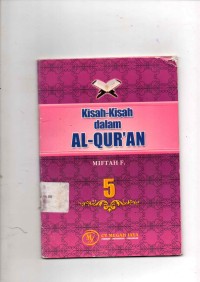 Kisah-Kisah
dalam
AL-QUR'AN
MIFTAH F.
5